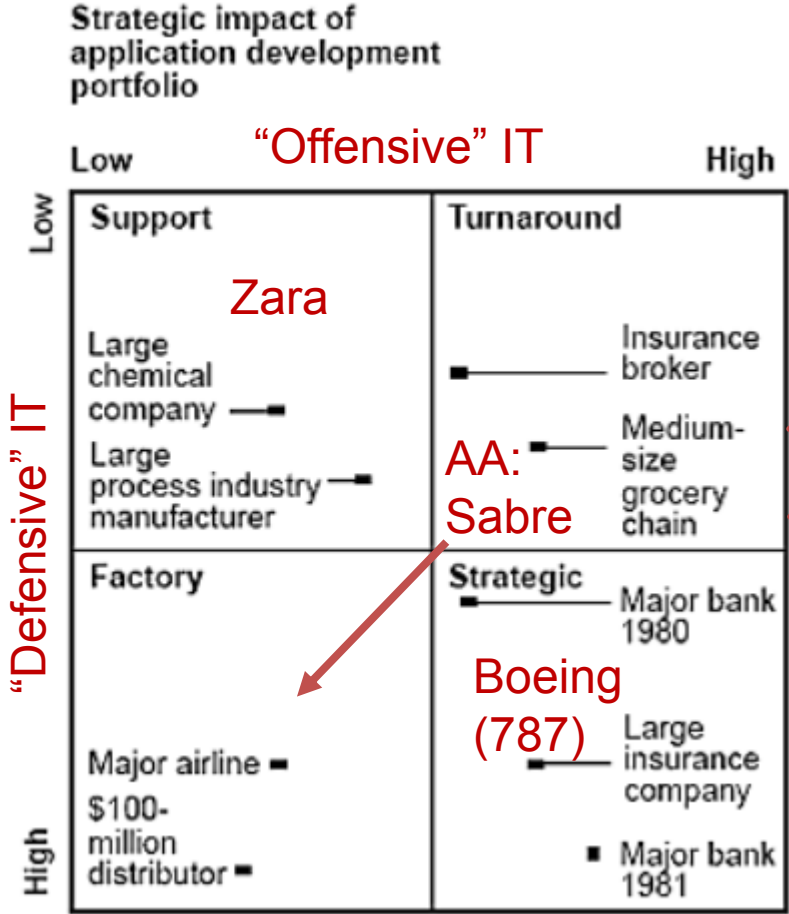 Strategic impact of
application development
portfolio
“Offensive” IT
Low
High
Low
“Defensive” IT
High
Support
Zara
Large
chemical
company
Large
process industry
manufacturer
Turnaround
Insurance
broker
Medium-
size
grocery
chain
AA:
Sabre
Factory
Major airline
$100-
million
distributor
Strategic
Major bank
1980
Boeing
(787)
Large
insurance
company
Major bank
1981